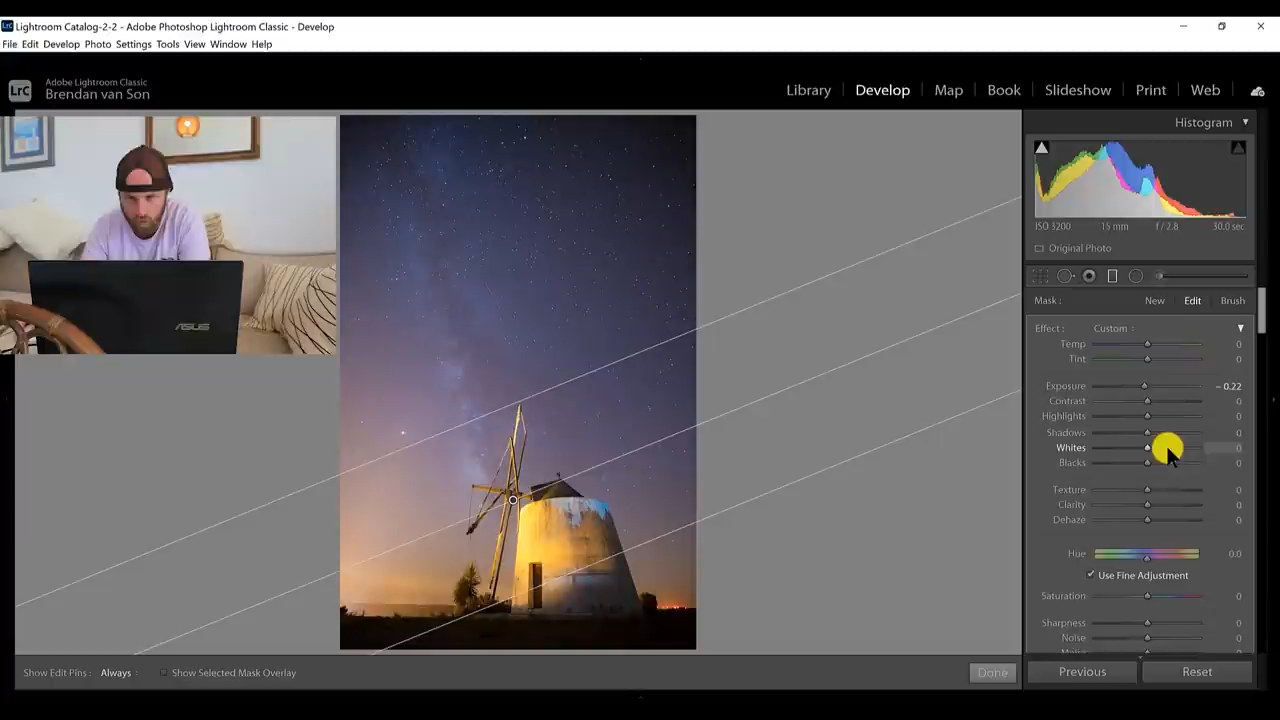 Lightroom Catalog-2-2 - Adobe Photoshop Lightroom Classic - Develop
File Edit Develop Photo Settings Tools View Window Help
LrC
Adobe Lightroom Classic
Brendan van Son
Library Develop Map Book Slideshow Print Web
Histogram
ISO 3200 15 mm f / 2.8 30.0 sec
Original Photo
Mask : New Edit Brush
Effect : Custom
Temp 0
Tint 0
Exposure - 0.22
Contrast 0
Highlights 0
Shadows 0
Whites 0
Blacks 0
Texture 0
Clarity 0
Dehaze 0
Hue 0.0
Use Fine Adjustment
Saturation 0
Sharpness 0
Noise 0
ASUS
Show Edit Pins : Always Show Selected Mask Overlay Done
Previous Reset